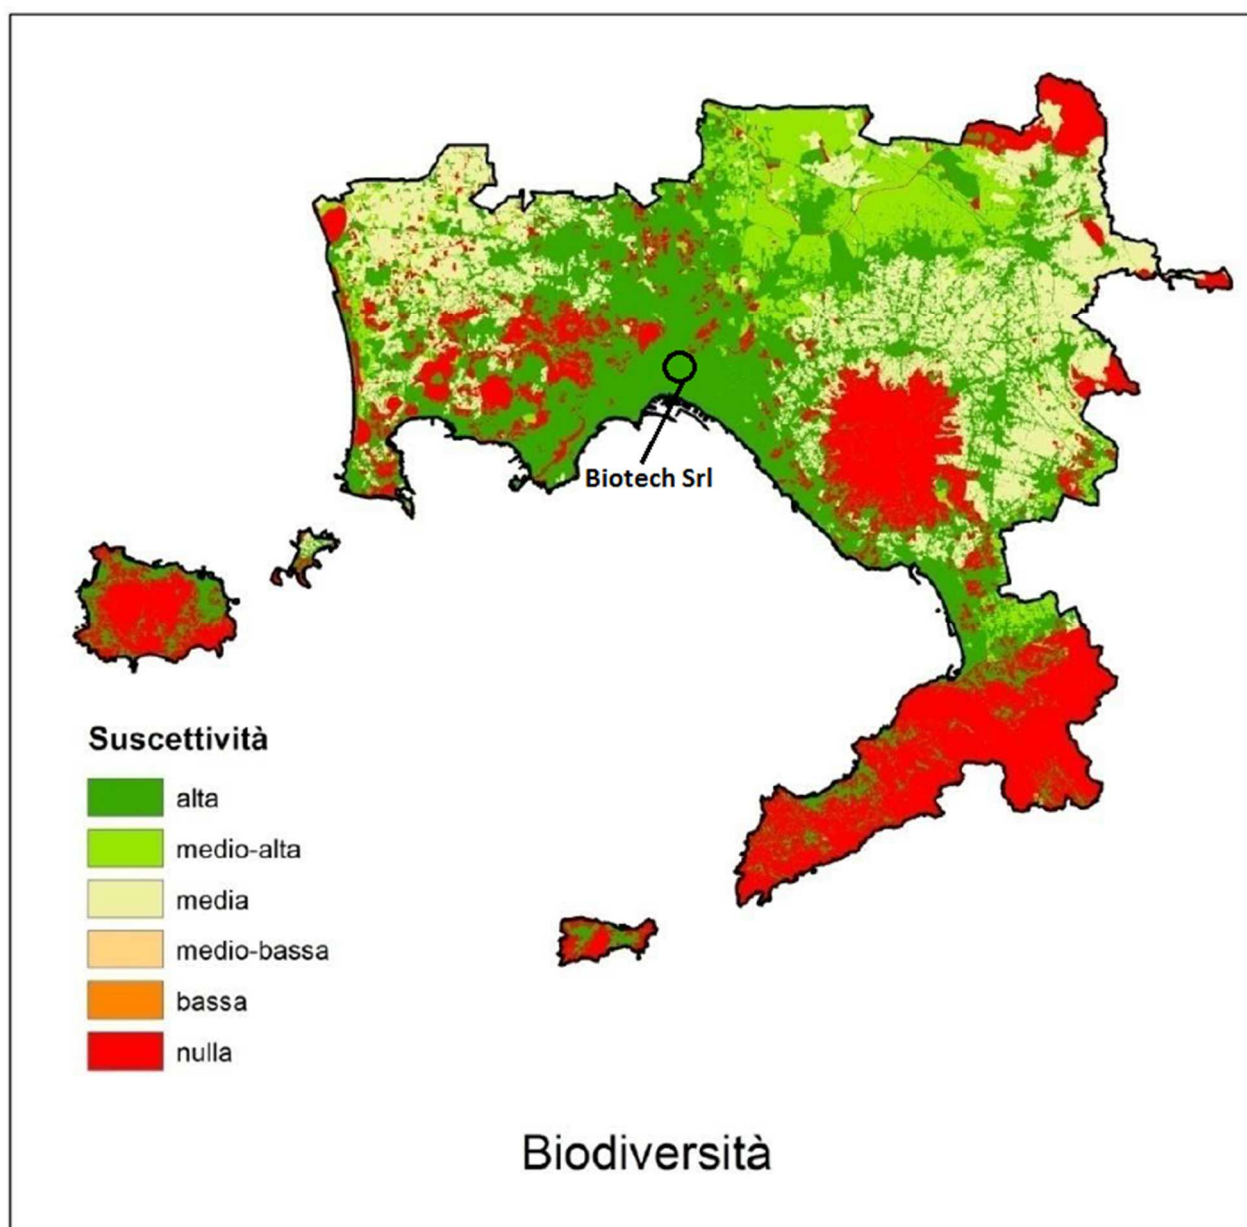 Biotech Srl
Suscettività
alta
medio-alta
media
medio-bassa
bassa
nulla
Biodiversità